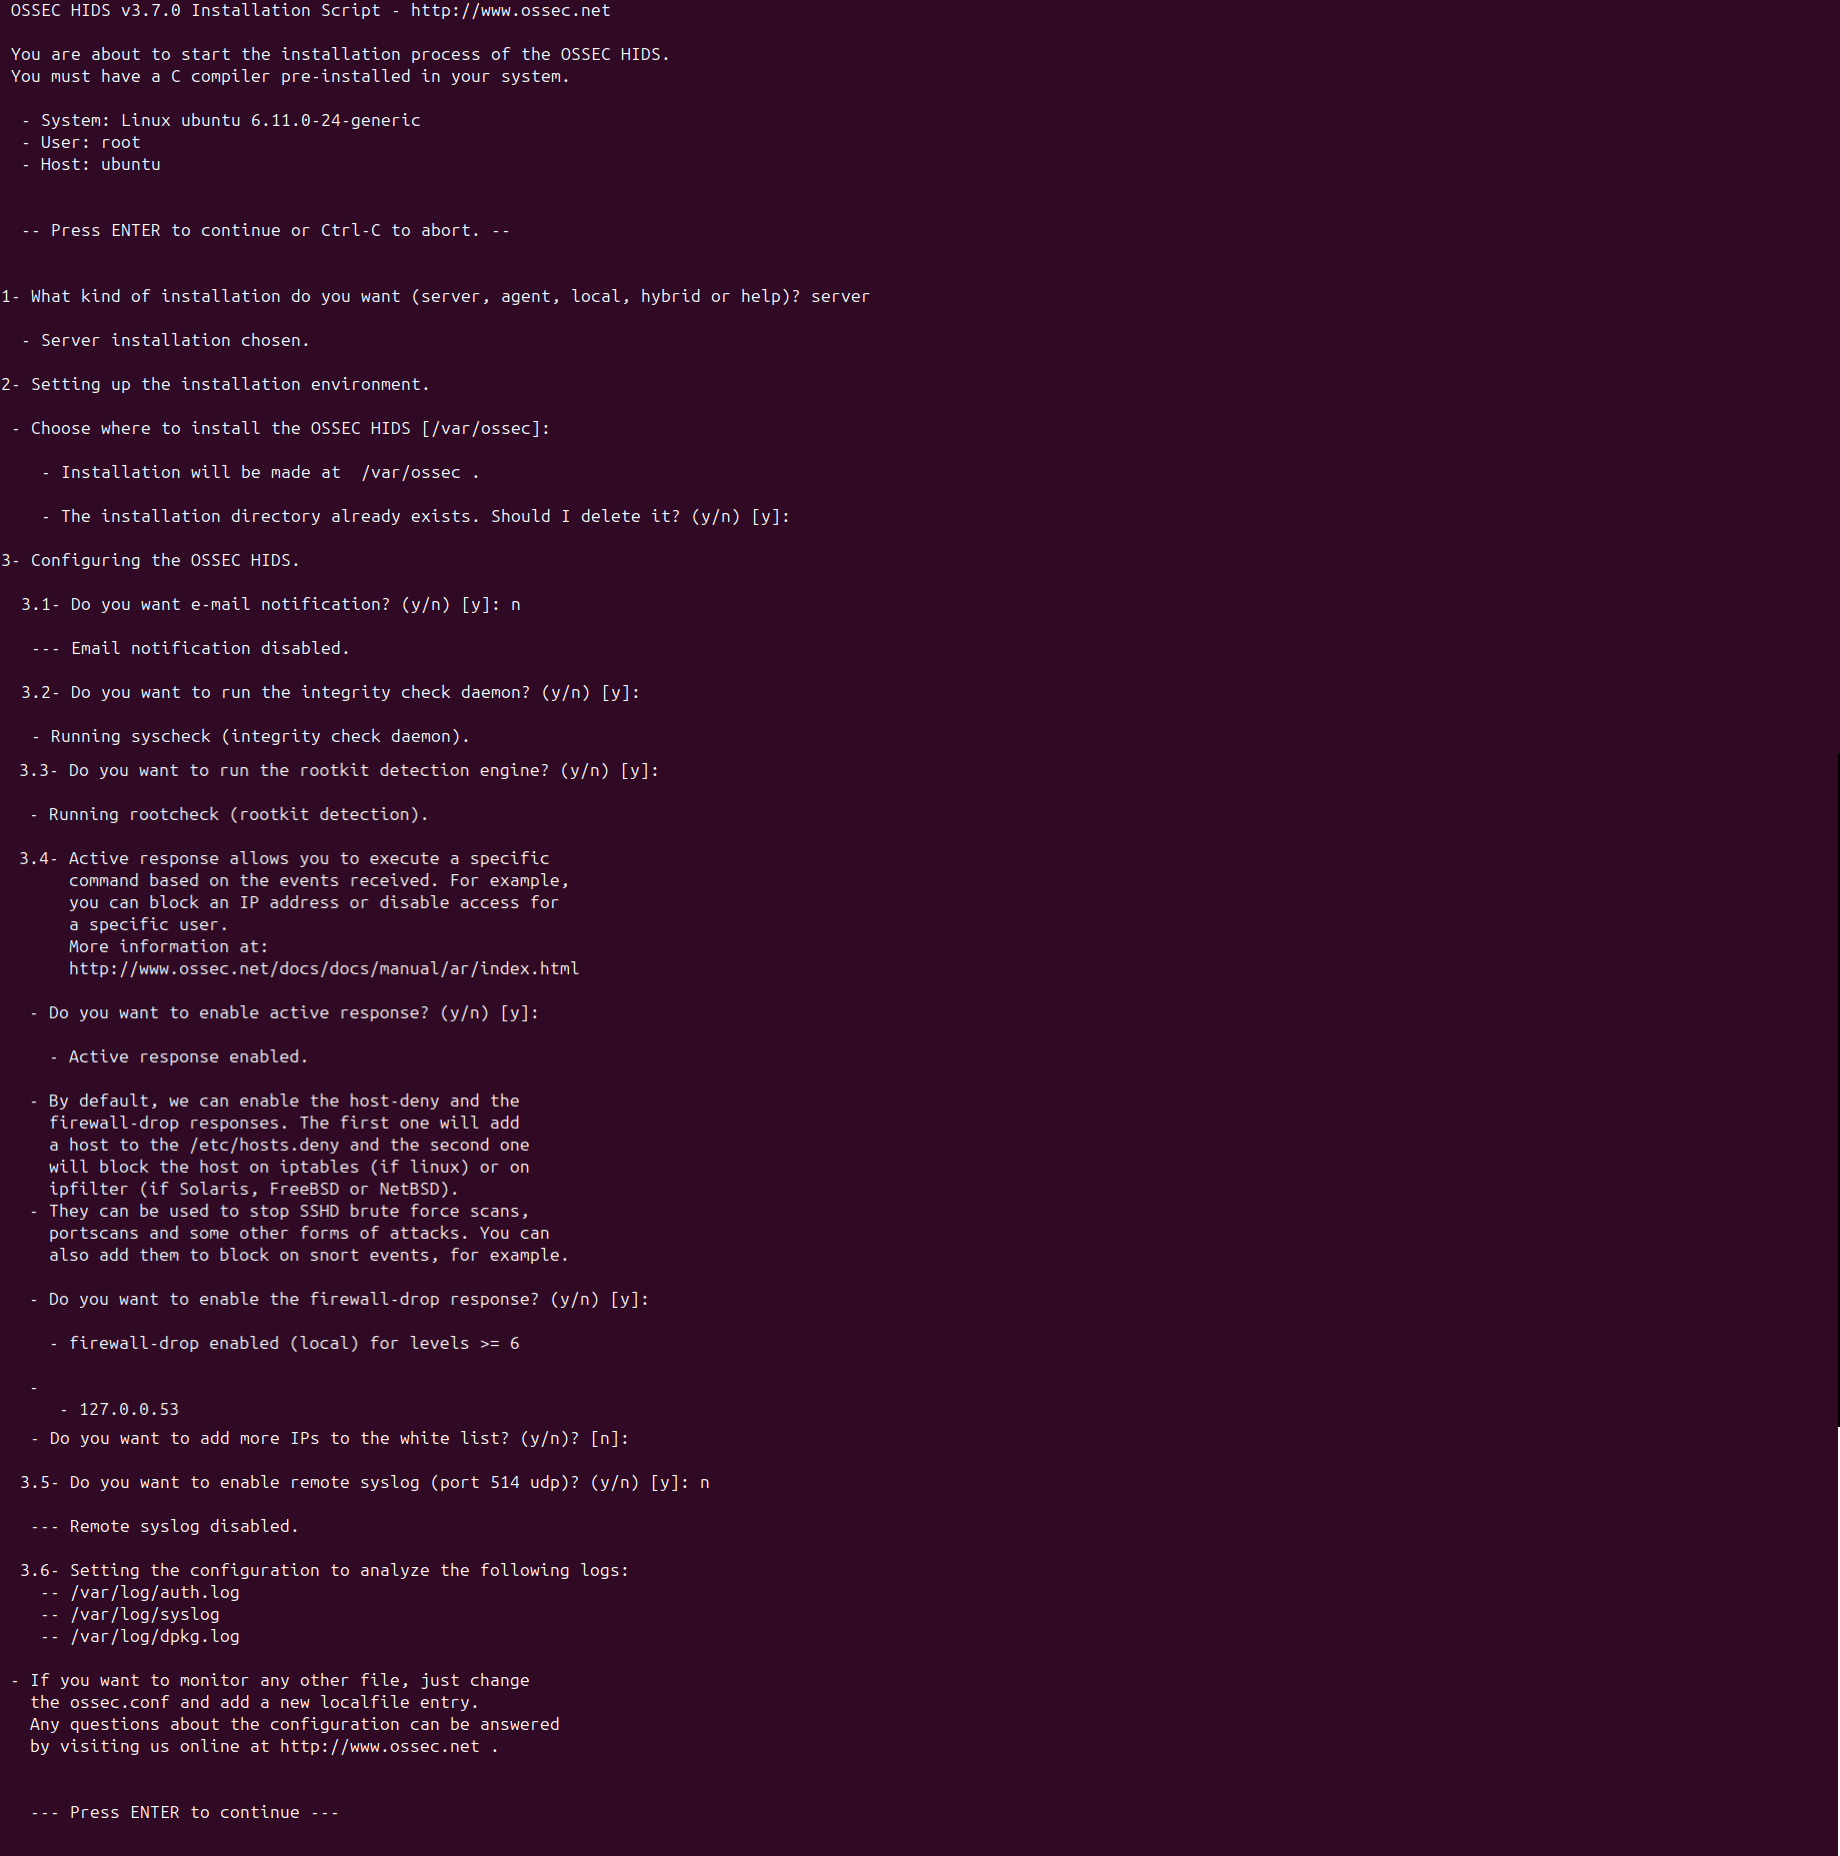 OSSEC HIDS v3.7.0 Installation Script - http://www.ossec.net
You are about to start the installation process of the OSSEC HIDS.
You must have a C compiler pre-installed in your system.
- System: Linux ubuntu 6.11.0-24-generic
- User: root
- Host: ubuntu
-- Press ENTER to continue or Ctrl-C to abort. --
1- What kind of installation do you want (server, agent, local, hybrid or help)? server
- Server installation chosen.
2- Setting up the installation environment.
- Choose where to install the OSSEC HIDS [/var/ossec]:
- Installation will be made at  /var/ossec .
- The installation directory already exists. Should I delete it? (y/n) [y]:
3- Configuring the OSSEC HIDS.
3.1- Do you want e-mail notification? (y/n) [y]: n
--- Email notification disabled.
3.2- Do you want to run the integrity check daemon? (y/n) [y]:
- Running syscheck (integrity check daemon).
3.3- Do you want to run the rootkit detection engine? (y/n) [y]:
- Running rootcheck (rootkit detection).
3.4- Active response allows you to execute a specific
command based on the events received. For example,
you can block an IP address or disable access for
a specific user.
More information at:
http://www.ossec.net/docs/docs/manual/ar/index.html
- Do you want to enable active response? (y/n) [y]:
- Active response enabled.
- By default, we can enable the host-deny and the
firewall-drop responses. The first one will add
a host to the /etc/hosts.deny and the second one
will block the host on iptables (if linux) or on
ipfilter (if Solaris, FreeBSD or NetBSD).
- They can be used to stop SSHD brute force scans,
portscans and some other forms of attacks. You can
also add them to block on snort events, for example.
- Do you want to enable the firewall-drop response? (y/n) [y]:
- firewall-drop enabled (local) for levels >= 6
-
- 127.0.0.53
- Do you want to add more IPs to the white list? (y/n)? [n]:
3.5- Do you want to enable remote syslog (port 514 udp)? (y/n) [y]: n
--- Remote syslog disabled.
3.6- Setting the configuration to analyze the following logs:
-- /var/log/auth.log
-- /var/log/syslog
-- /var/log/dpkg.log
- If you want to monitor any other file, just change
the ossec.conf and add a new localfile entry.
Any questions about the configuration can be answered
by visiting us online at http://www.ossec.net .
--- Press ENTER to continue ---